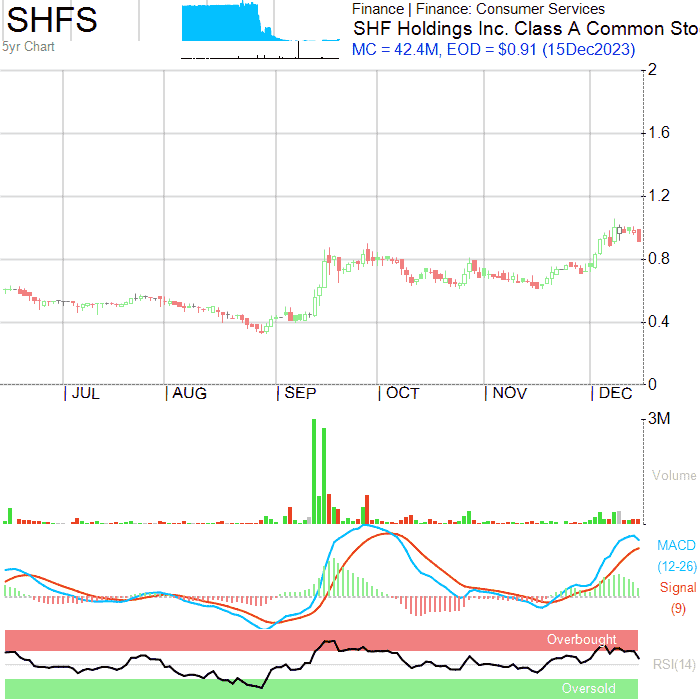 SHFS
5yr Chart
Finance | Finance: Consumer Services
SHF Holdings Inc. Class A Common Sto
MC = 42.4M, EOD = $0.91 (15Dec2023)
2
1.6
1.2
0.8
0.4
0
JUL AUG SEP OCT NOV DEC
3M
Volume
MACD
(12-26)
Signal
(9)
Overbought
RSI(14)
Oversold